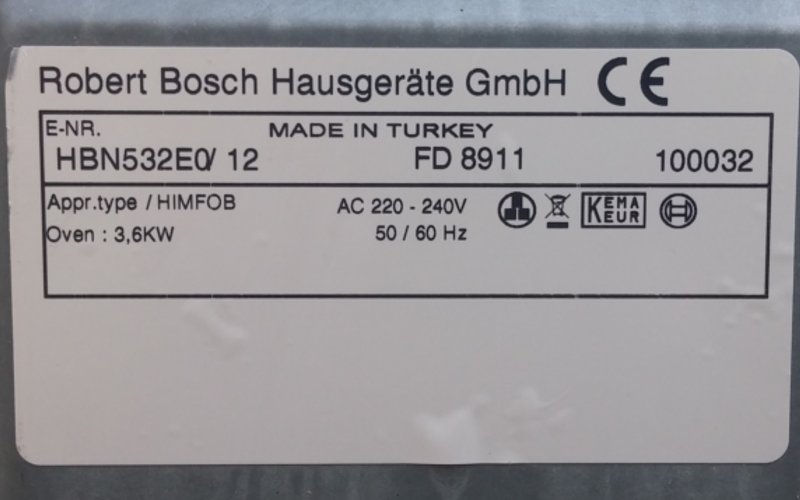 Robert Bosch Hausgeräte GmbH CE
E-NR. MADE IN TURKEY
HBN532E0/ 12 FD 8911 100032
Appr.type / HIMFOB AC 220 - 240V KEMA
Oven : 3,6KW 50 / 60 Hz EUR